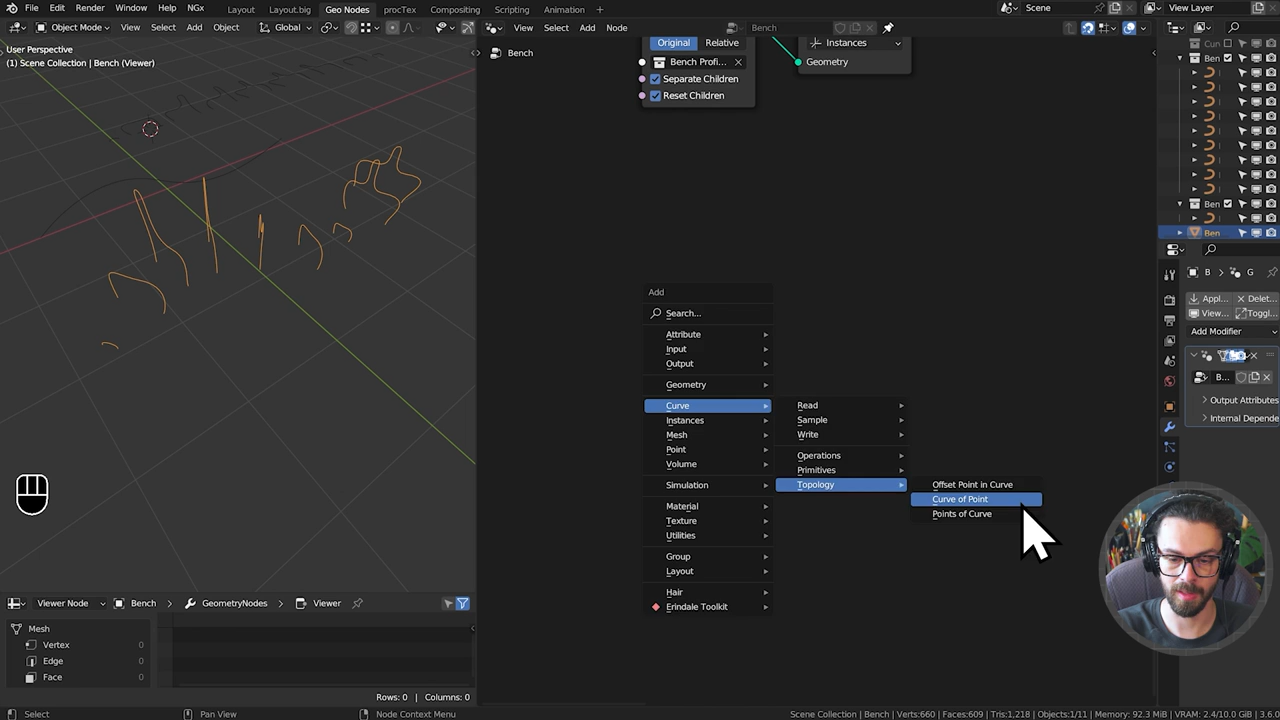 File Edit Render Window Help NGx Layout Layout.big Geo Nodes procTex Compositing Scripting Animation + Scene View Layer
Object Mode View Select Add Object Global View Select Add Node Bench
User Perspective
(1) Scene Collection | Bench (Viewer)
Bench
Original Relative
Bench Profi...
Separate Children
Reset Children
Instances
Geometry
Add
Search...
Attribute
Input
Output
Geometry
Curve
Instances
Mesh
Point
Volume
Simulation
Material
Texture
Utilities
Group
Layout
Hair
Erindale Toolkit
Read
Sample
Write
Operations
Primitives
Topology
Offset Point in Curve
Curve of Point
Points of Curve
Cun
Ben
Ben
Ben
B G
Appl... Delet...
View... Toggl...
Add Modifier
B...
Output Attributes
Internal Depende
Viewer Node Bench GeometryNodes Viewer
Mesh
Vertex 0
Edge 0
Face 0
Rows: 0 | Columns: 0
Select Pan View Node Context Menu Scene Collection | Bench | Verts:660 | Faces:609 | Tris:1,218 | Objects:1/11 | Memory: 92.3 MiB | VRAM: 2.4/10.0 GiB | 3.6.0